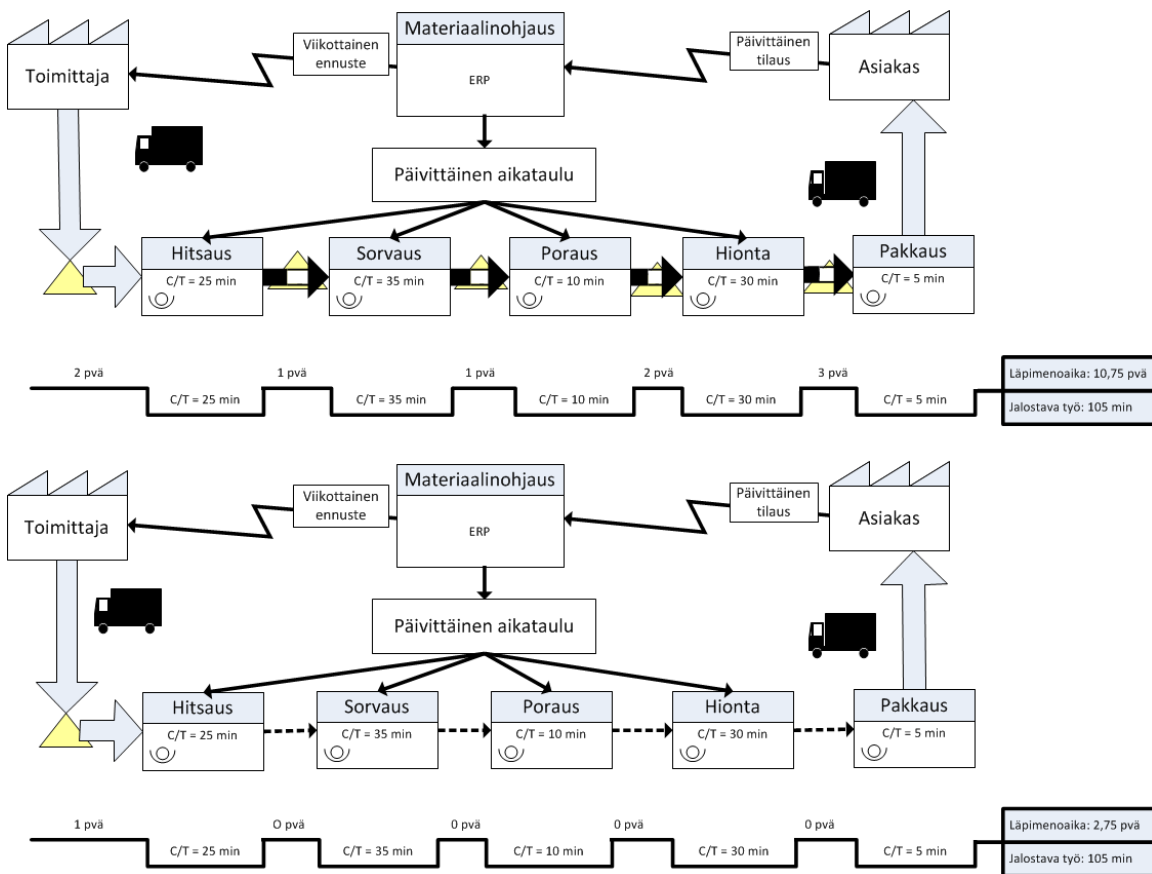 Materiaalinohjaus
ERP
Viikottainen
ennuste
Päivittäinen
tilaus
Toimittaja
Asiakas
Päivittäinen aikataulu
Hitsaus
C/T = 25 min
Sorvaus
C/T = 35 min
Poraus
C/T = 10 min
Hionta
C/T = 30 min
Pakkaus
C/T = 5 min
2 pvä
1 pvä
1 pvä
2 pvä
3 pvä
C/T = 25 min
C/T = 35 min
C/T = 10 min
C/T = 30 min
C/T = 5 min
Läpimenoaika: 10,75 pvä
Jalostava työ: 105 min
Materiaalinohjaus
ERP
Viikottainen
ennuste
Päivittäinen
tilaus
Toimittaja
Asiakas
Päivittäinen aikataulu
Hitsaus
C/T = 25 min
Sorvaus
C/T = 35 min
Poraus
C/T = 10 min
Hionta
C/T = 30 min
Pakkaus
C/T = 5 min
1 pvä
O pvä
0 pvä
0 pvä
0 pvä
C/T = 25 min
C/T = 35 min
C/T = 10 min
C/T = 30 min
C/T = 5 min
Läpimenoaika: 2,75 pvä
Jalostava työ: 105 min